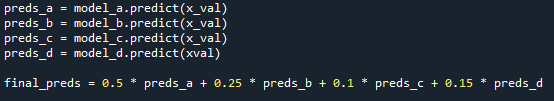 preds_a = model_a.predict(x_val)
preds_b = model_b.predict(x_val)
preds_c = model_c.predict(x_val)
preds_d = model_d.predict(xval)
final_preds = 0.5 * preds_a + 0.25 * preds_b + 0.1 * preds_c + 0.15 * preds_d